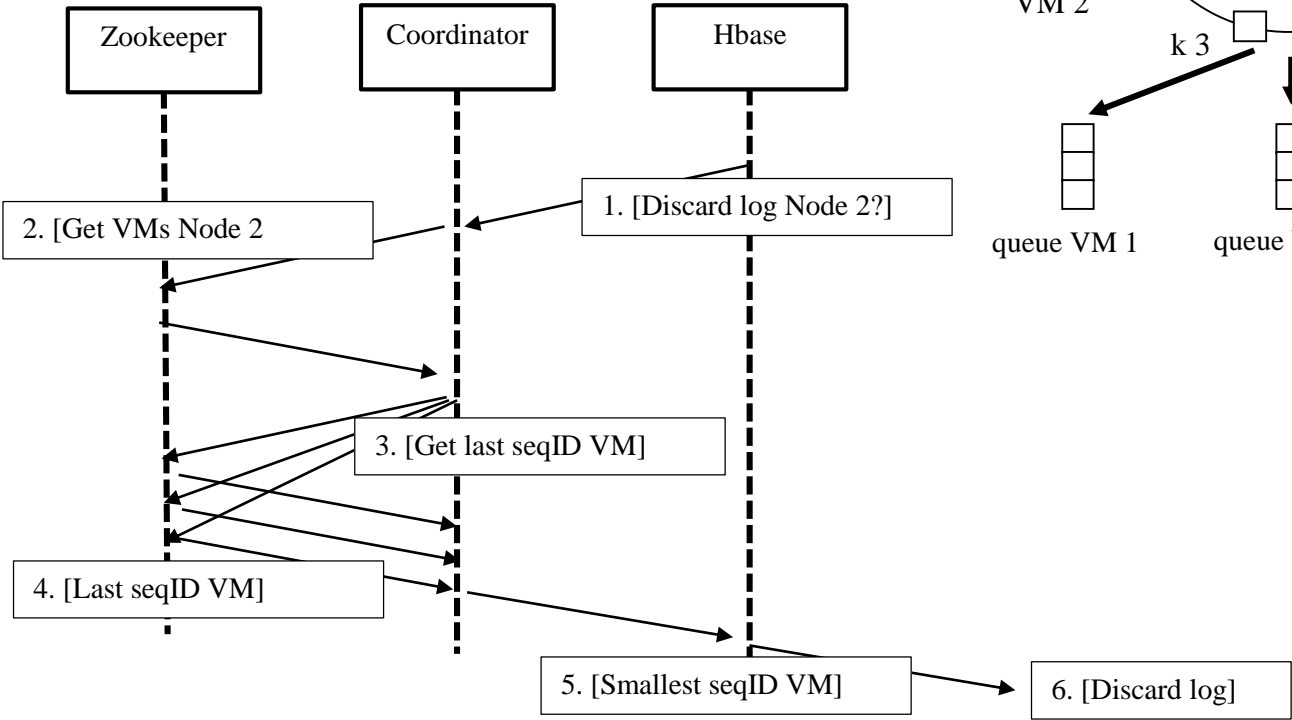 VM 2
Zookeeper
Coordinator
Hbase
k 3
1. [Discard log Node 2?]
2. [Get VMs Node 2
queue VM 1
queue
3. [Get last seqID VM]
4. [Last seqID VM]
5. [Smallest seqID VM]
6. [Discard log]